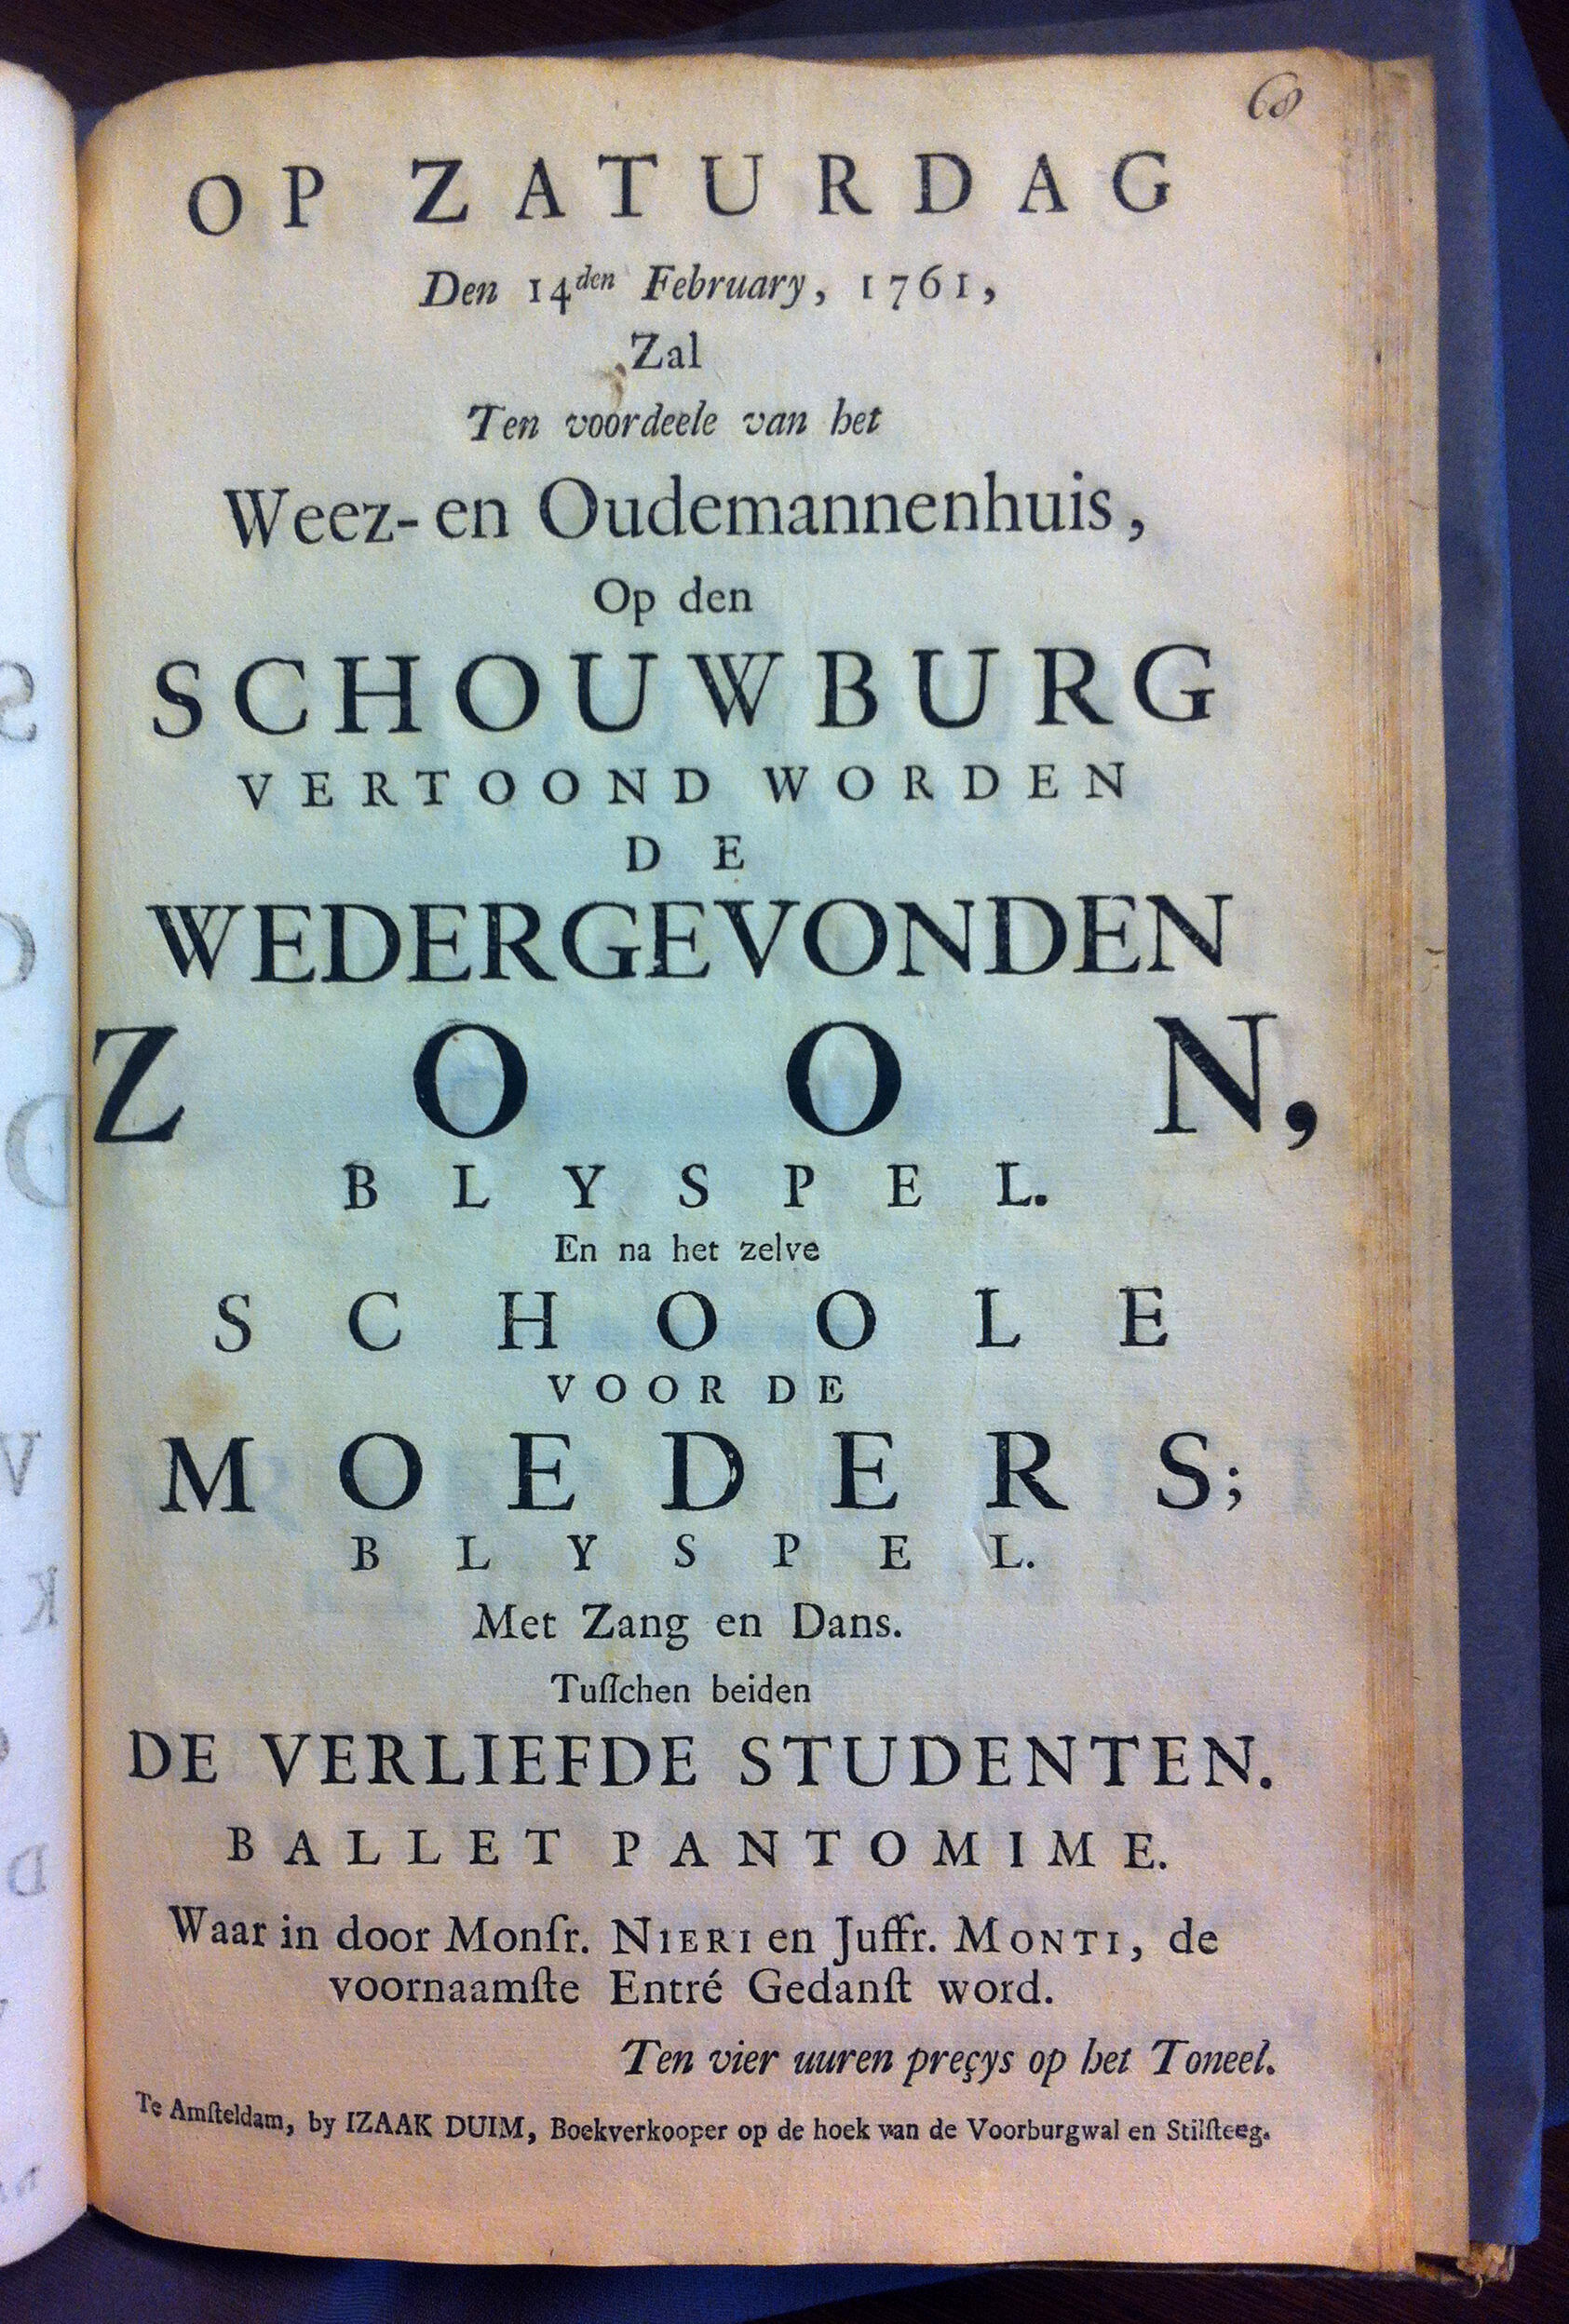 68
OP ZATURDAG
Den 14den February, 1761,
Zal
Ten voordeele van het
Weez- en Oudemannenhuis,
Op den
SCHOUWBURG
VERTOOND WORDEN
DE
WEDERGEVONDEN
ZOON,
BLYSPEL.
En na het zelve
SCHOOLE
VOOR DE
MOEDERS;
BLYSPEL.
Met Zang en Dans.
Tuſſchen beiden
DE VERLIEFDE STUDENTEN.
BALLET PANTOMIME.
Waar in door Monſr. NIERI en Juffr. MONTI, de
voornaamſte Entré Gedanſt word.
Ten vier uuren preçys op het Toneel.
Te Amſteldam, by IZAAK DUIM, Boekverkooper op de hoek van de Voorburgwal en Stilſteeg.